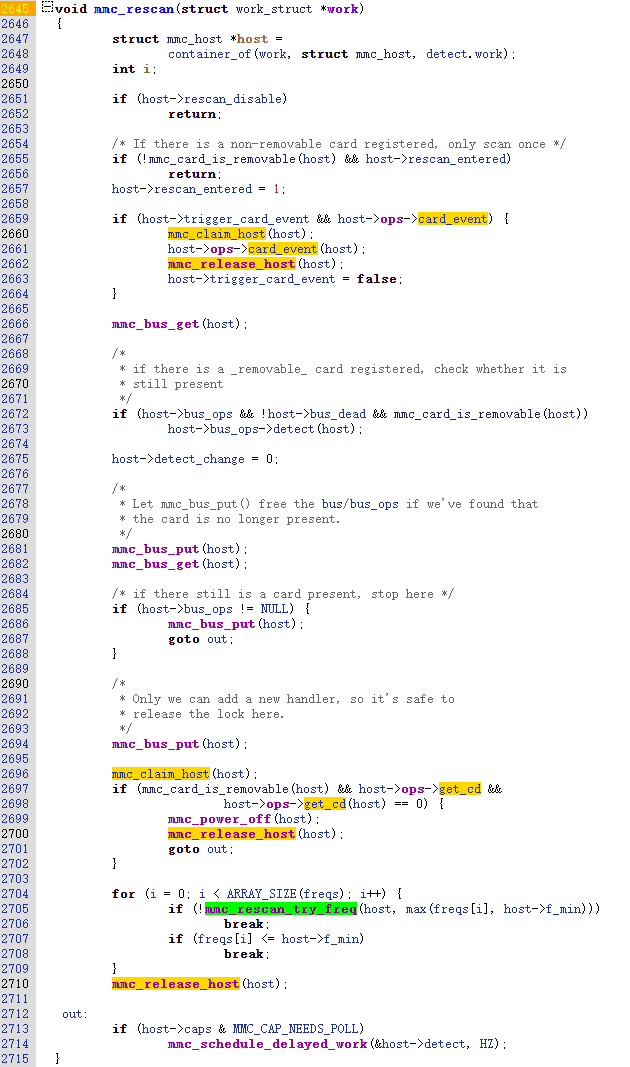 2645 void mmc_rescan(struct work_struct *work)
2646 {
2647 struct mmc_host *host =
2648 container_of(work, struct mmc_host, detect.work);
2649 int i;
2650
2651 if (host->rescan_disable)
2652 return;
2653
2654 /* If there is a non-removable card registered, only scan once */
2655 if (!mmc_card_is_removable(host) && host->rescan_entered)
2656 return;
2657 host->rescan_entered = 1;
2658
2659 if (host->trigger_card_event && host->ops->card_event) {
2660 mmc_claim_host(host);
2661 host->ops->card_event(host);
2662 mmc_release_host(host);
2663 host->trigger_card_event = false;
2664 }
2665
2666 mmc_bus_get(host);
2667
2668 /*
2669 * if there is a _removable_ card registered, check whether it is
2670 * still present
2671 */
2672 if (host->bus_ops && !host->bus_dead && mmc_card_is_removable(host))
2673 host->bus_ops->detect(host);
2674
2675 host->detect_change = 0;
2676
2677 /*
2678 * Let mmc_bus_put() free the bus/bus_ops if we've found that
2679 * the card is no longer present.
2680 */
2681 mmc_bus_put(host);
2682 mmc_bus_get(host);
2683
2684 /* if there still is a card present, stop here */
2685 if (host->bus_ops != NULL) {
2686 mmc_bus_put(host);
2687 goto out;
2688 }
2689
2690 /*
2691 * Only we can add a new handler, so it's safe to
2692 * release the lock here.
2693 */
2694 mmc_bus_put(host);
2695
2696 mmc_claim_host(host);
2697 if (mmc_card_is_removable(host) && host->ops->get_cd &&
2698 host->ops->get_cd(host) == 0) {
2699 mmc_power_off(host);
2700 mmc_release_host(host);
2701 goto out;
2702 }
2703
2704 for (i = 0; i < ARRAY_SIZE(freqs); i++) {
2705 if (!mmc_rescan_try_freq(host, max(freqs[i], host->f_min)))
2706 break;
2707 if (freqs[i] <= host->f_min)
2708 break;
2709 }
2710 mmc_release_host(host);
2711
2712 out:
2713 if (host->caps & MMC_CAP_NEEDS_POLL)
2714 mmc_schedule_delayed_work(&host->detect, HZ);
2715 }